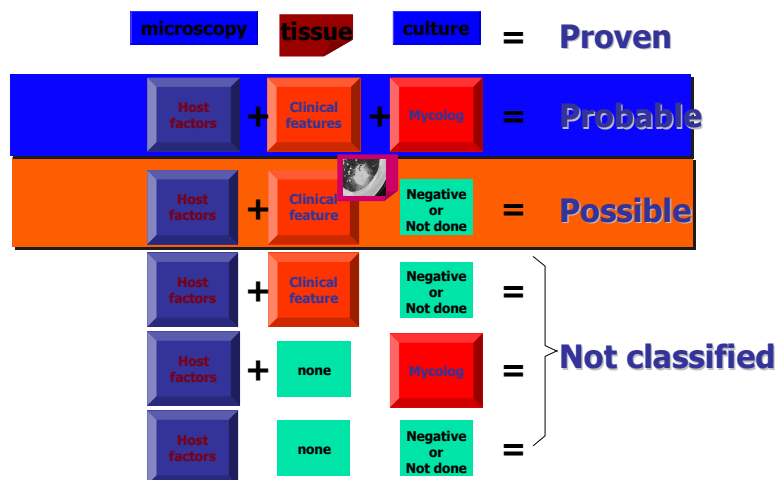 microscopy tissue culture = Proven
Host factors + Clinical features + Mycolog = Probable
Host factors + Clinical feature Negative or Not done = Possible
Host factors + Clinical feature Negative or Not done =
Host factors + none Mycolog = Not classified
Host factors none Negative or Not done =